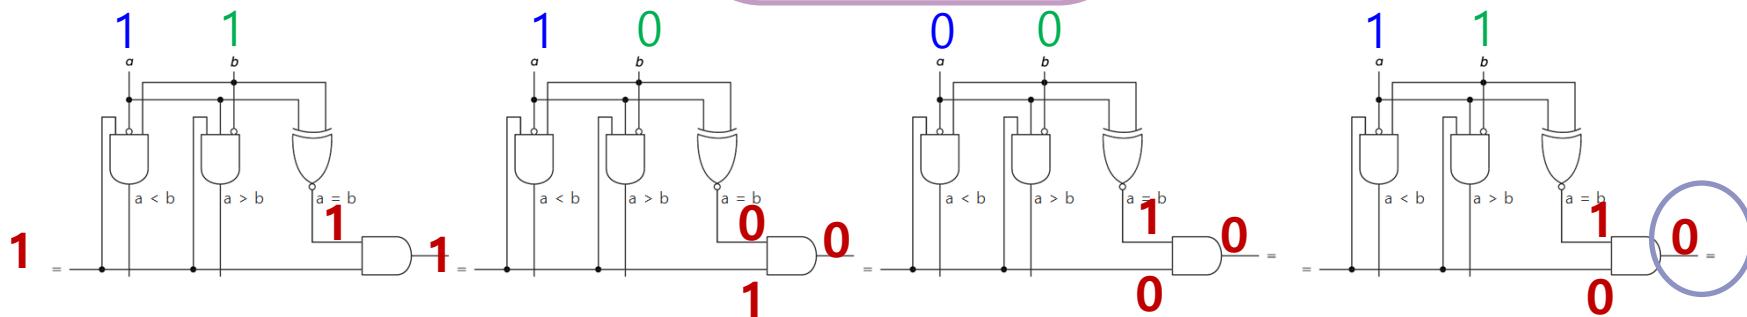 1 1 1 0 0 0 1 1
a b a b a b a b
a < b a > b a = b a < b a > b a = b a < b a > b a = b a < b a > b a = b
1 0 1 1
1 1 0 0 0
= = = = = =
1 0 0